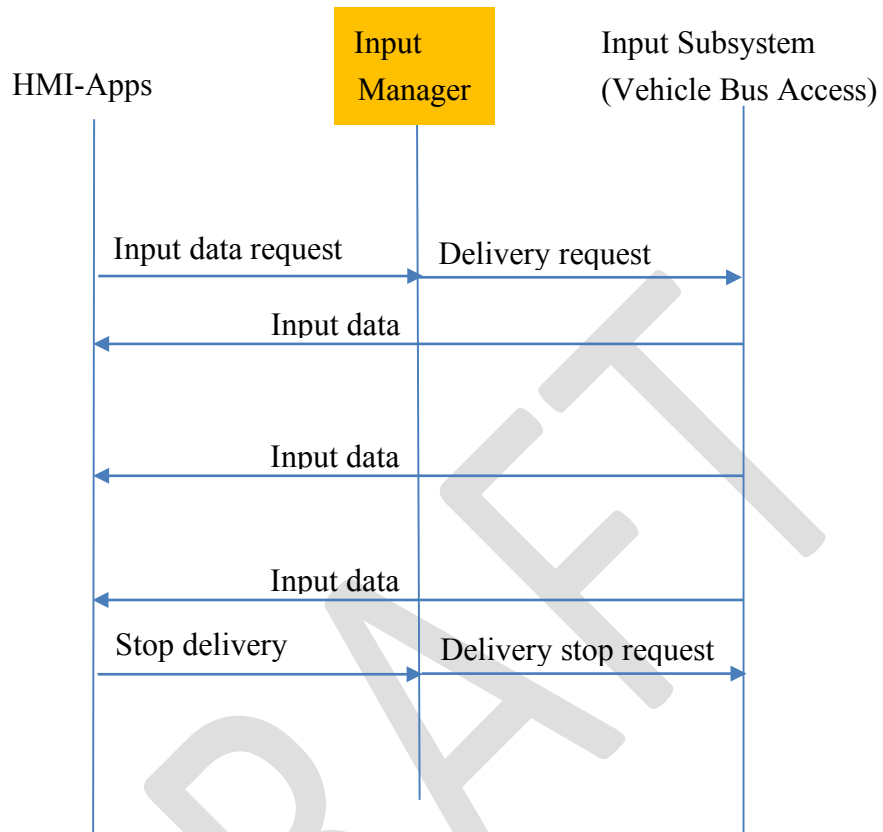 Input
Manager
Input Subsystem
(Vehicle Bus Access)
HMI-Apps
Input data request
Delivery request
Input data
Input data
Input data
Stop delivery
Delivery stop request
DRAFT